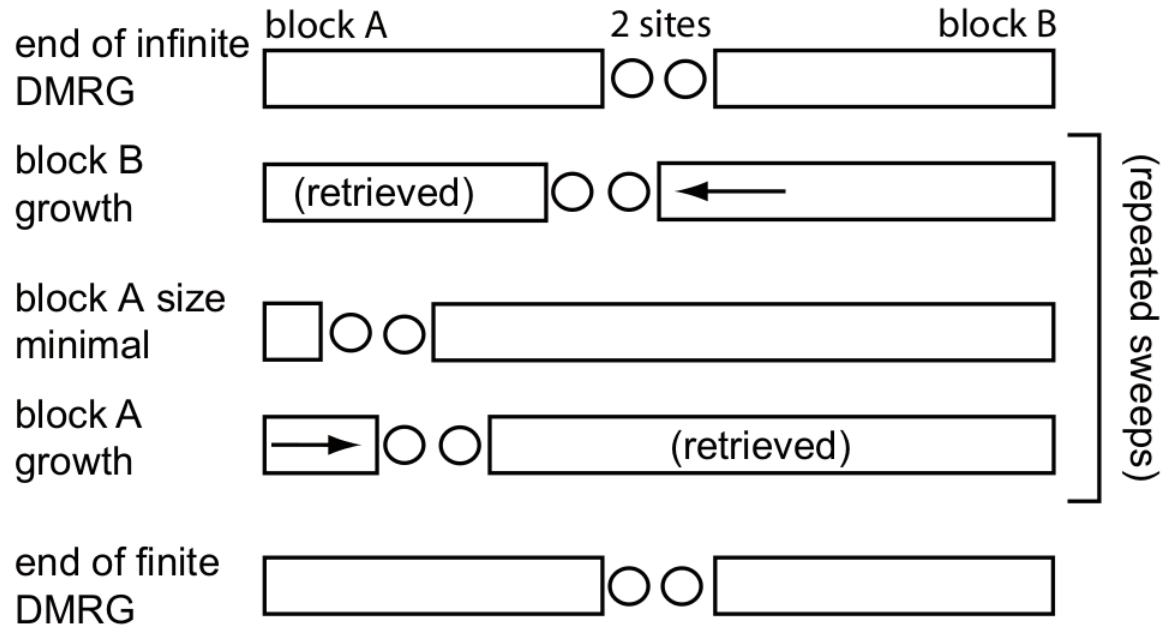 block A
2 sites
block B
end of infinite
DMRG
block B
growth
(retrieved)
block A size
minimal
block A
growth
(retrieved)
(repeated sweeps)
end of finite
DMRG